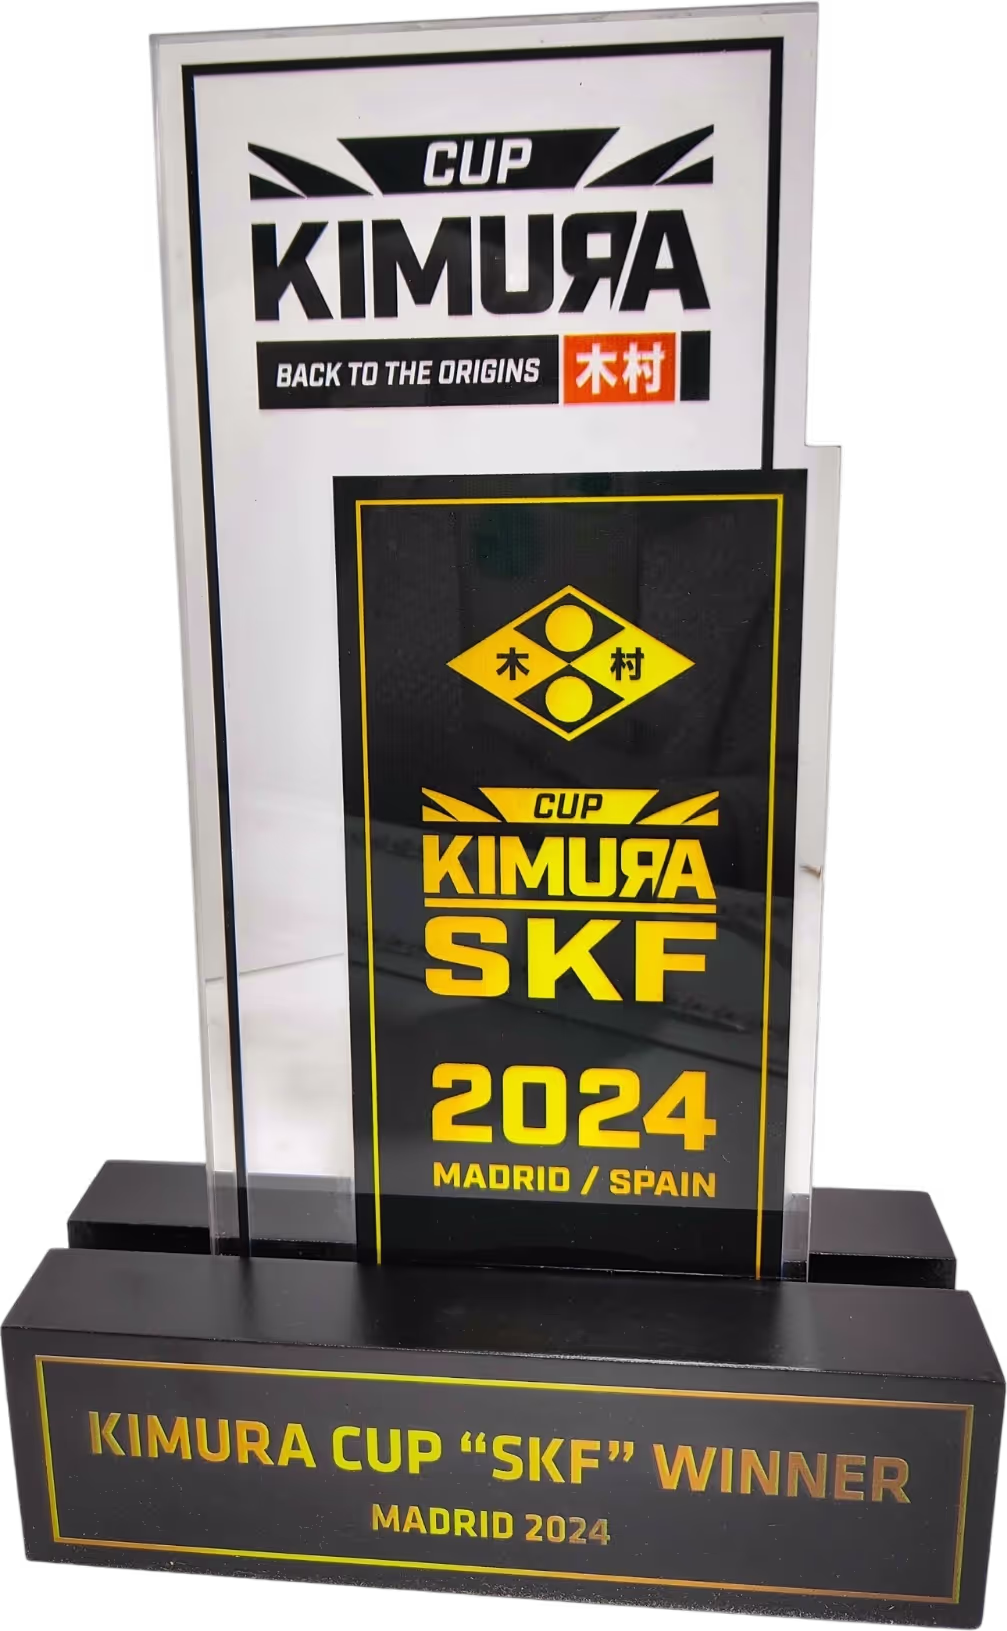 CUP
KIMURA
BACK TO THE ORIGINS 木村
木 村
CUP
KIMURA
SKF
2024
MADRID / SPAIN
KIMURA CUP “SKF” WINNER
MADRID 2024